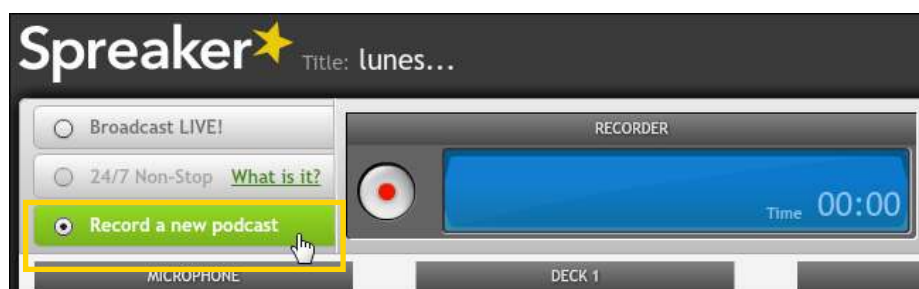 Spreaker Title: lunes...
Broadcast LIVE!
24/7 Non-Stop What is it?
Record a new podcast
RECORDER
Time 00:00
MICROPHONE
DECK 1